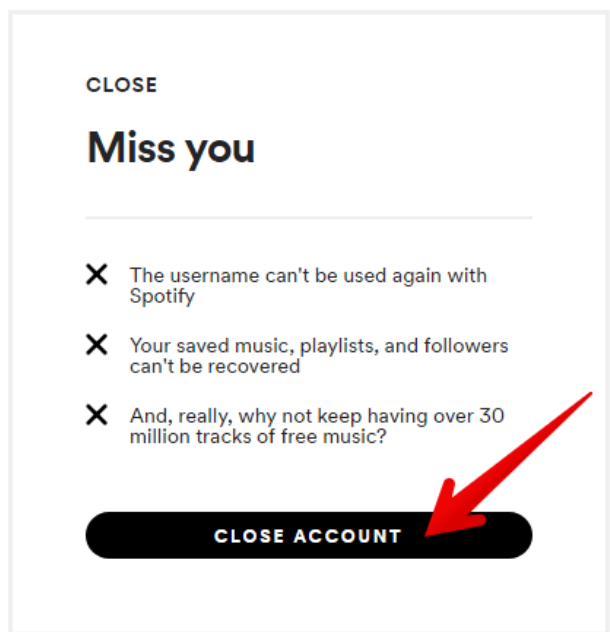 CLOSE
Miss you
The username can't be used again with
Spotify
Your saved music, playlists, and followers
can't be recovered
And, really, why not keep having over 30
million tracks of free music?
CLOSE ACCOUNT